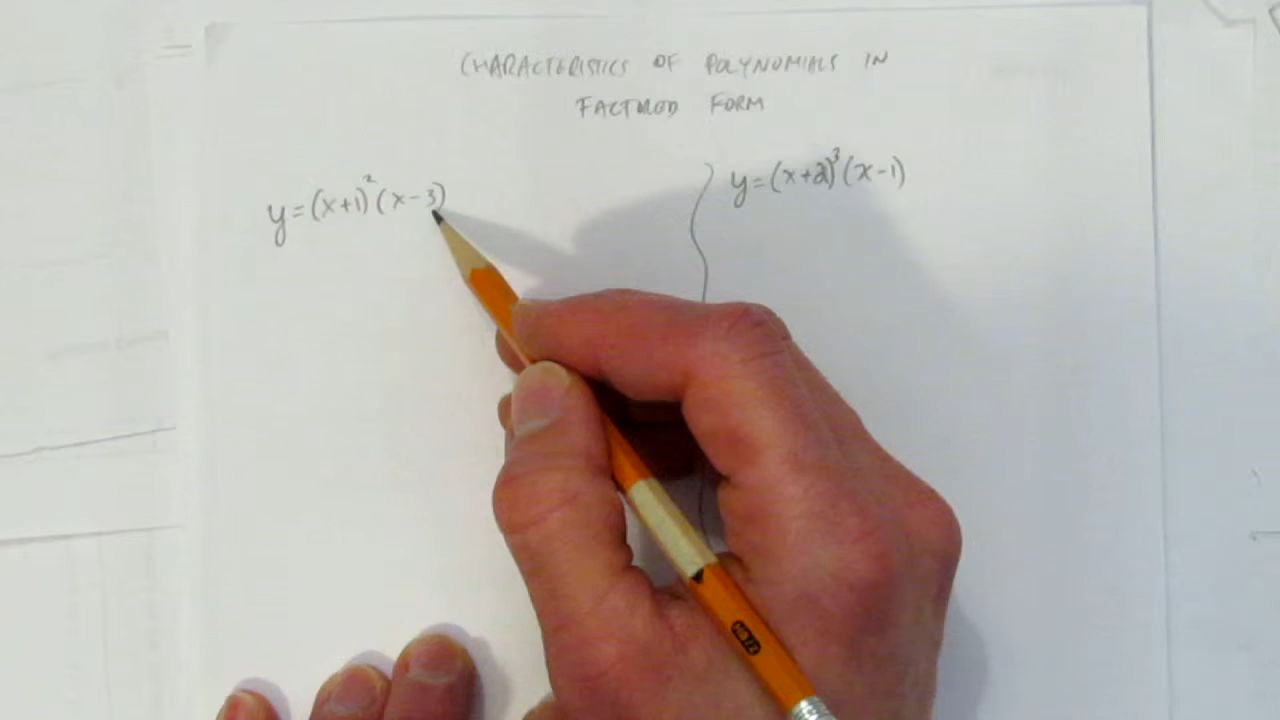 CHARACTERISTICS OF POLYNOMIALS IN
FACTORED FORM
y=(x+1)²(x-3)
y=(x+2)³(x-1)